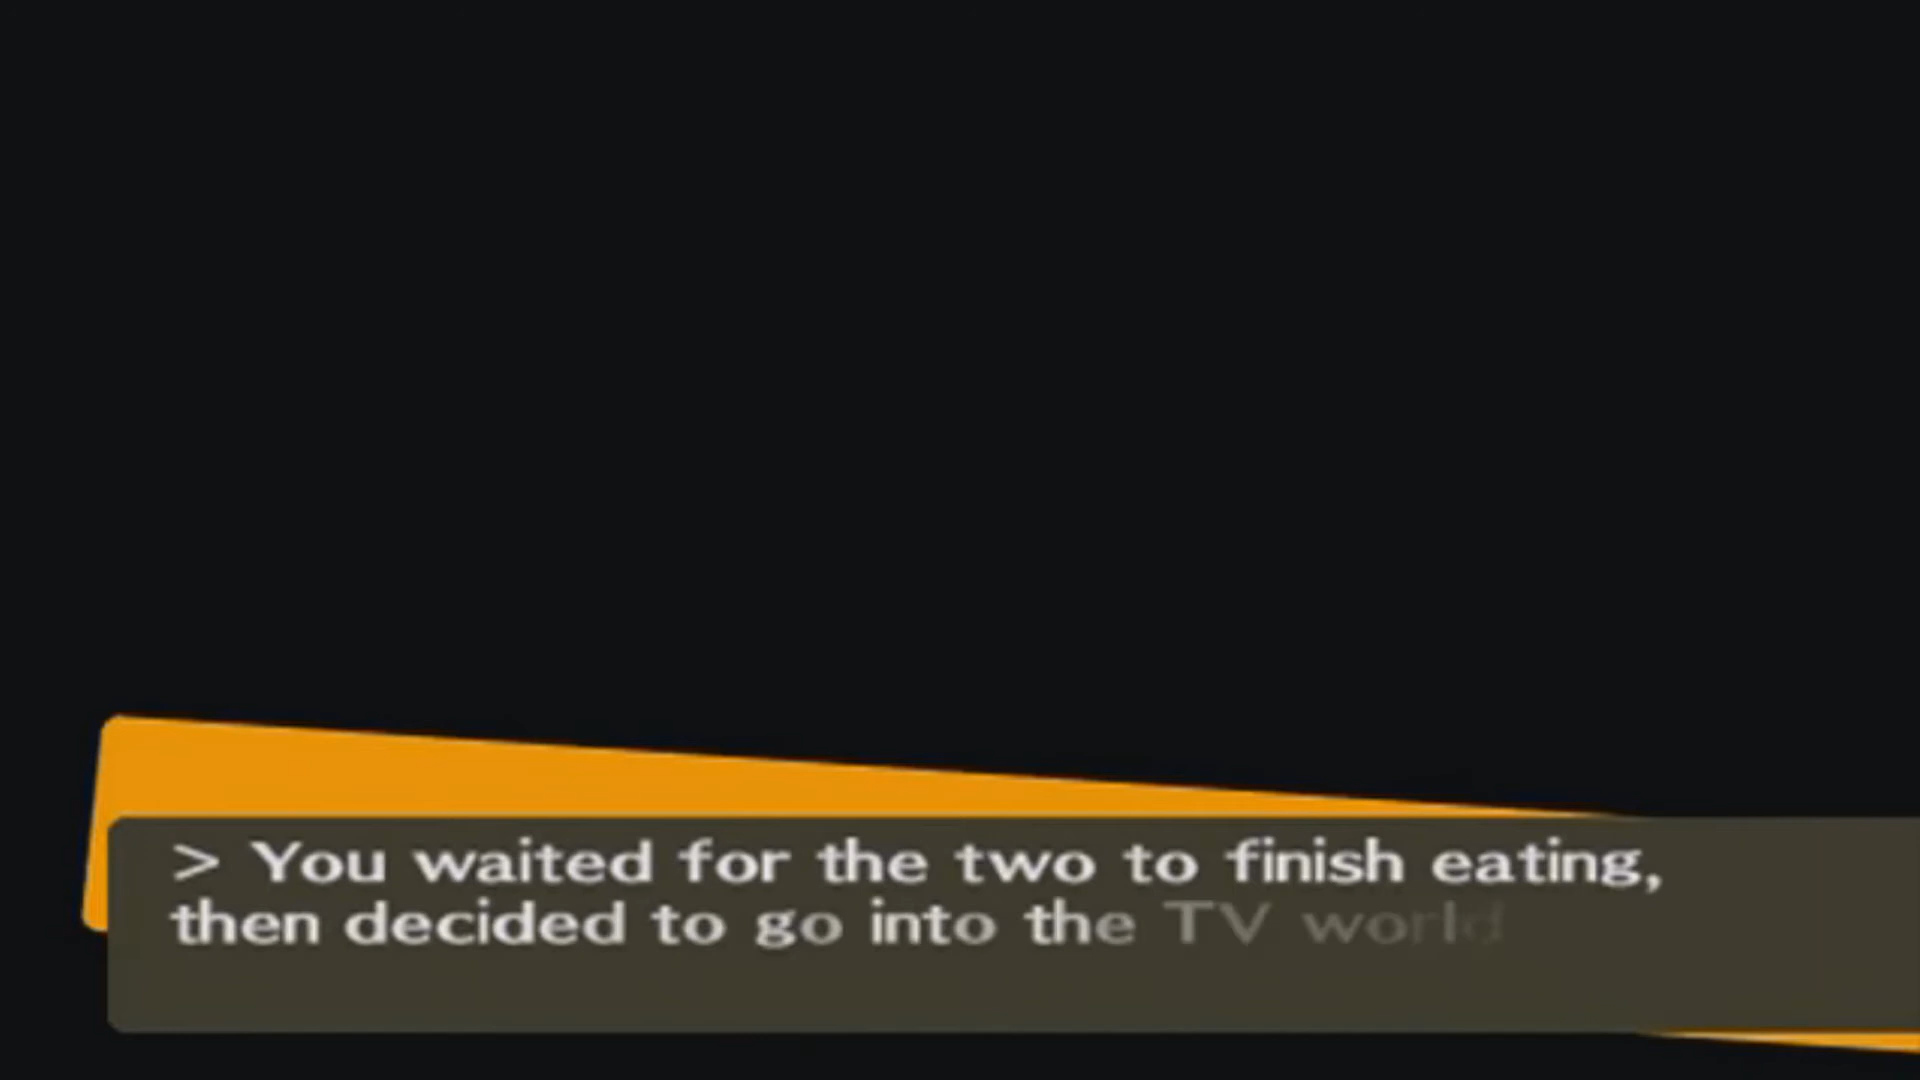 > You waited for the two to finish eating,
then decided to go into the TV world